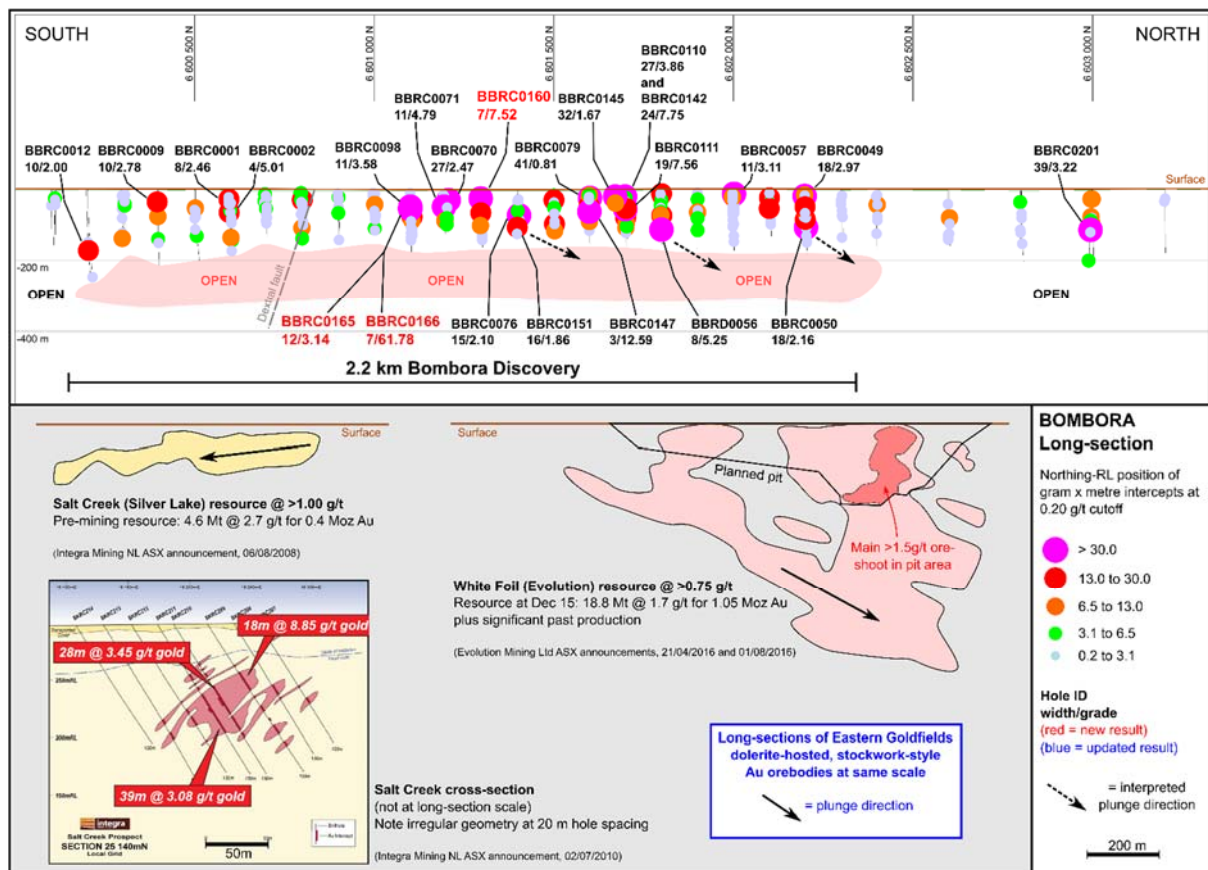 SOUTH
NORTH
6 600 500 N
6 601 000 N
6 601 500 N
6 602 000 N
6 602 500 N
6 603 000 N
BBRC0110
27/3.86
and
BBRC0142
24/7.75
BBRC0071
11/4.79
BBRC0160
7/7.52
BBRC0145
32/1.67
BBRC0012
10/2.00
BBRC0009
10/2.78
BBRC0001
8/2.46
BBRC0002
4/5.01
BBRC0098
11/3.58
BBRC0070
27/2.47
BBRC0079
41/0.81
BBRC0111
19/7.56
BBRC0057
11/3.11
BBRC0049
18/2.97
BBRC0201
39/3.22
Surface
-200 m
OPEN
OPEN
OPEN
OPEN
OPEN
Dextral fault
BBRC0165
12/3.14
BBRC0166
7/61.78
BBRC0076
15/2.10
BBRC0151
16/1.86
BBRC0147
3/12.59
BBRD0056
8/5.25
BBRC0050
18/2.16
-400 m
2.2 km Bombora Discovery
Surface
Salt Creek (Silver Lake) resource @ >1.00 g/t
Pre-mining resource: 4.6 Mt @ 2.7 g/t for 0.4 Moz Au
(Integra Mining NL ASX announcement, 06/08/2008)
Surface
Planned pit
Main >1.5g/t ore-
shoot in pit area
White Foil (Evolution) resource @ >0.75 g/t
Resource at Dec 15: 18.8 Mt @ 1.7 g/t for 1.05 Moz Au
plus significant past production
(Evolution Mining Ltd ASX announcements, 21/04/2016 and 01/08/2016)
18m @ 8.85 g/t gold
28m @ 3.45 g/t gold
39m @ 3.08 g/t gold
250mRL
200mRL
150mRL
integra
Salt Creek Prospect
SECTION 25 140mN
Local Grid
50m
Salt Creek cross-section
(not at long-section scale)
Note irregular geometry at 20 m hole spacing
(Integra Mining NL ASX announcement, 02/07/2010)
Long-sections of Eastern Goldfields
dolerite-hosted, stockwork-style
Au orebodies at same scale
= plunge direction
BOMBORA
Long-section
Northing-RL position of
gram x metre intercepts at
0.20 g/t cutoff
> 30.0
13.0 to 30.0
6.5 to 13.0
3.1 to 6.5
0.2 to 3.1
Hole ID
width/grade
(red = new result)
(blue = updated result)
= interpreted
plunge direction
200 m